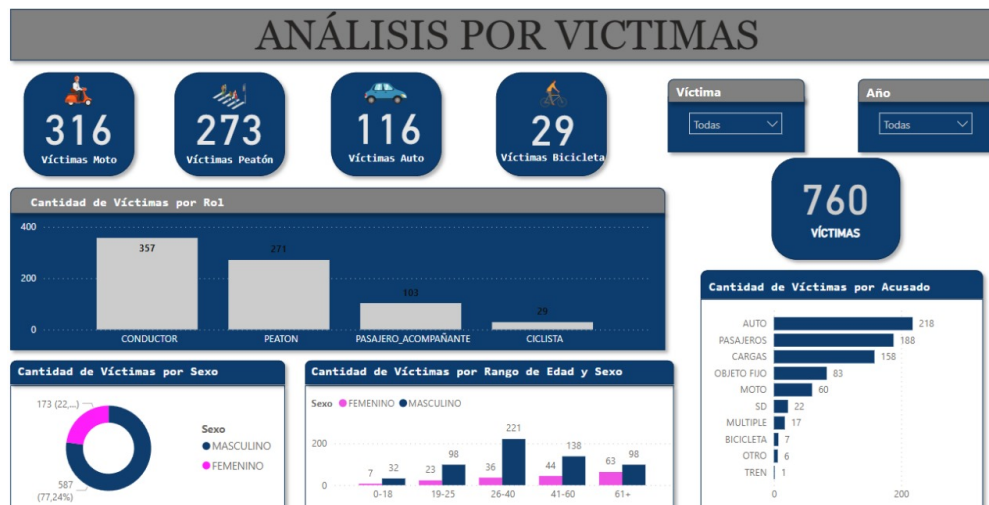 ANÁLISIS POR VICTIMAS
316
Víctimas Moto
273
Víctimas Peatón
116
Víctimas Auto
29
Víctimas Bicicleta
Víctima
Todas
Año
Todas
760
VÍCTIMAS
Cantidad de Víctimas por Rol
400
200
0
357
271
103
29
CONDUCTOR
PEATON
PASAJERO_ACOMPAÑANTE
CICLISTA
Cantidad de Víctimas por Sexo
173 (22,...)
587
(77,24%)
Sexo
MASCULINO
FEMENINO
Cantidad de Víctimas por Rango de Edad y Sexo
Sexo FEMENINO MASCULINO
200
0
7 32 23 98 36 221 44 138 63 98
0-18 19-25 26-40 41-60 61+
Cantidad de Víctimas por Acusado
AUTO 218
PASAJEROS 188
CARGAS 158
OBJETO FIJO 83
MOTO 60
SD 22
MULTIPLE 17
BICICLETA 7
OTRO 6
TREN 1
0 200